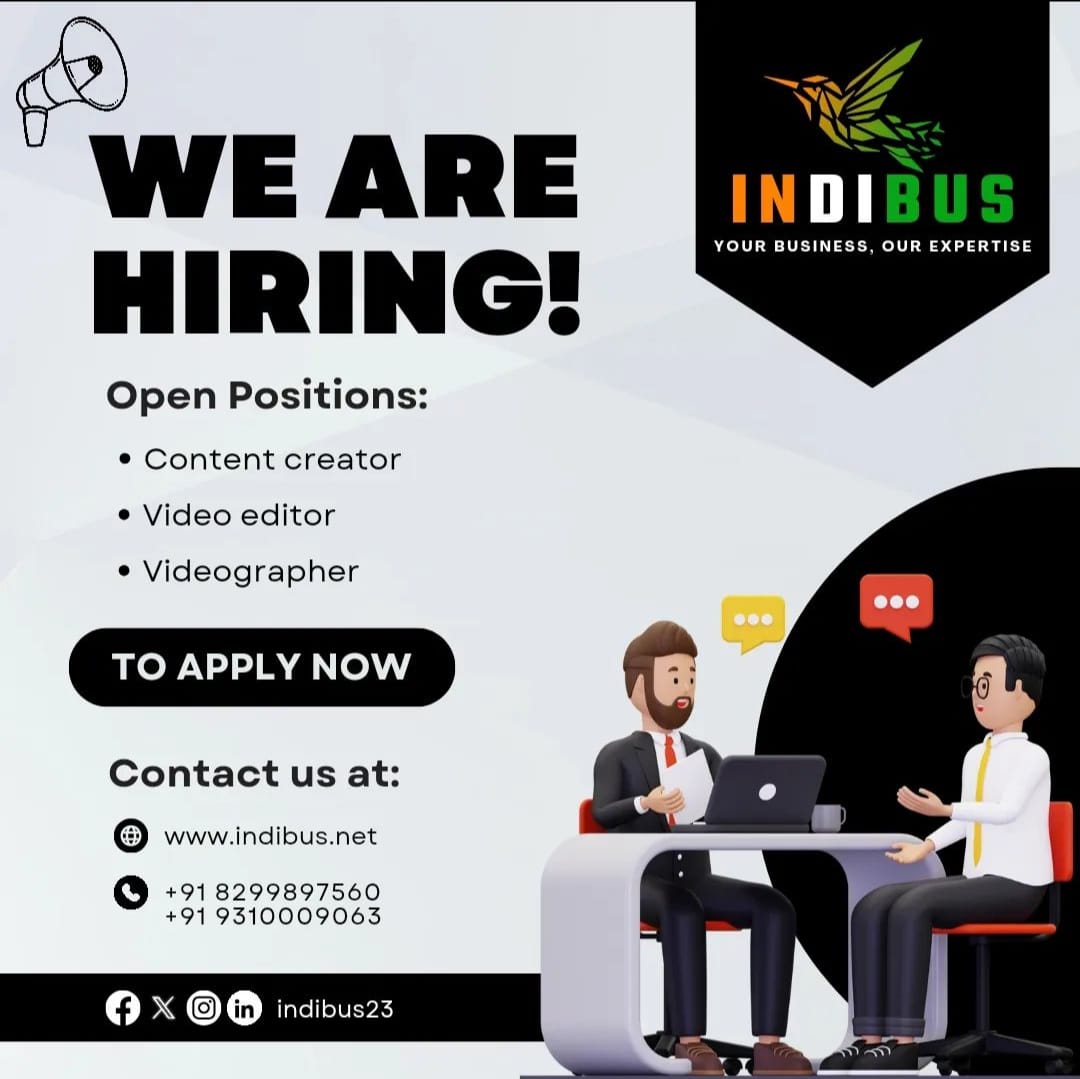 WE ARE
HIRING!
INDIBUS
YOUR BUSINESS, OUR EXPERTISE
Open Positions:
• Content creator
• Video editor
• Videographer
TO APPLY NOW
Contact us at:
www.indibus.net
+91 8299897560
+91 9310009063
indibus23